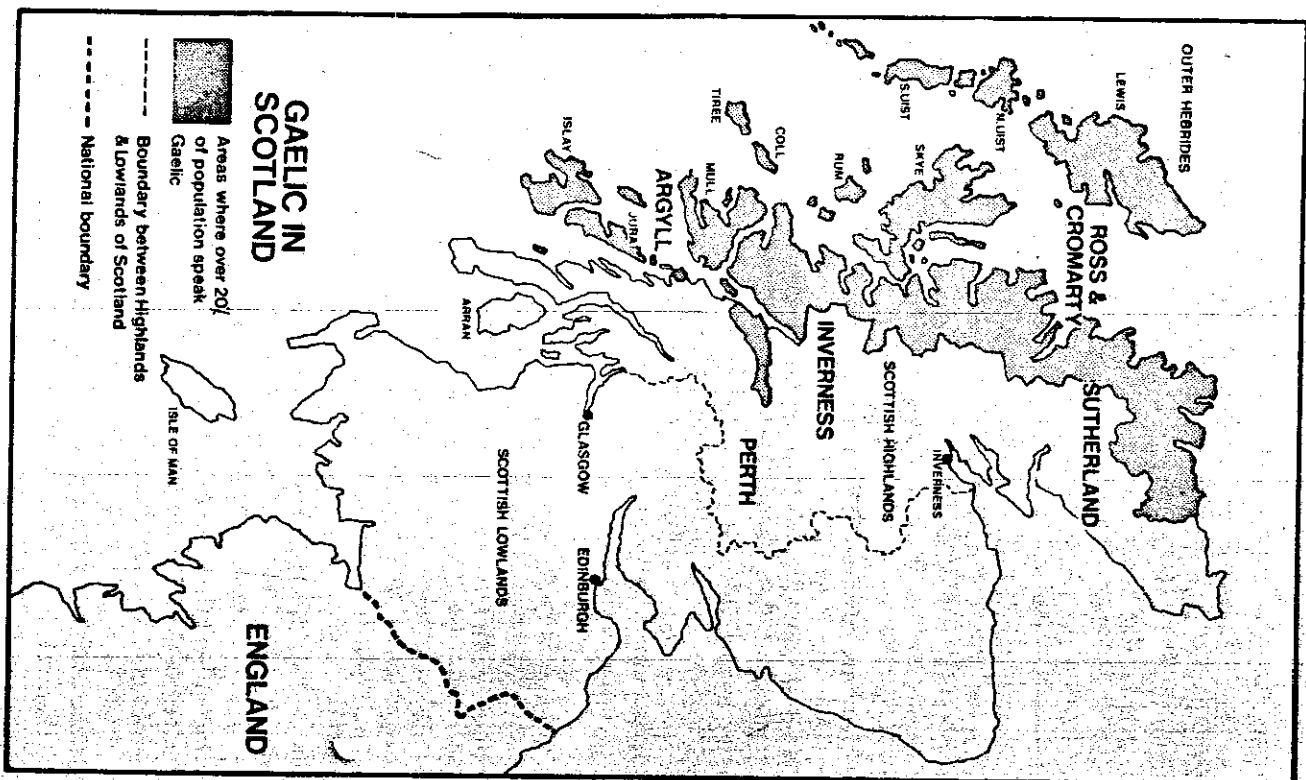 OUTER HEBRIDES
LEWIS
ROSS &
CROMARTY
SUTHERLAND
N.UIST
S.UIST
SKYE
SCOTTISH HIGHLANDS
INVERNESS
RUM
INVERNESS
COLL
TIREE
MULL
PERTH
ARGYLL
JURA
ISLAY
GLASGOW
EDINBURGH
SCOTTISH LOWLANDS
ARRAN
GAELIC IN
SCOTLAND
ISLE OF MAN
ENGLAND
Areas where over 20%
of population speak
Gaelic
Boundary between Highlands
& Lowlands of Scotland
National boundary